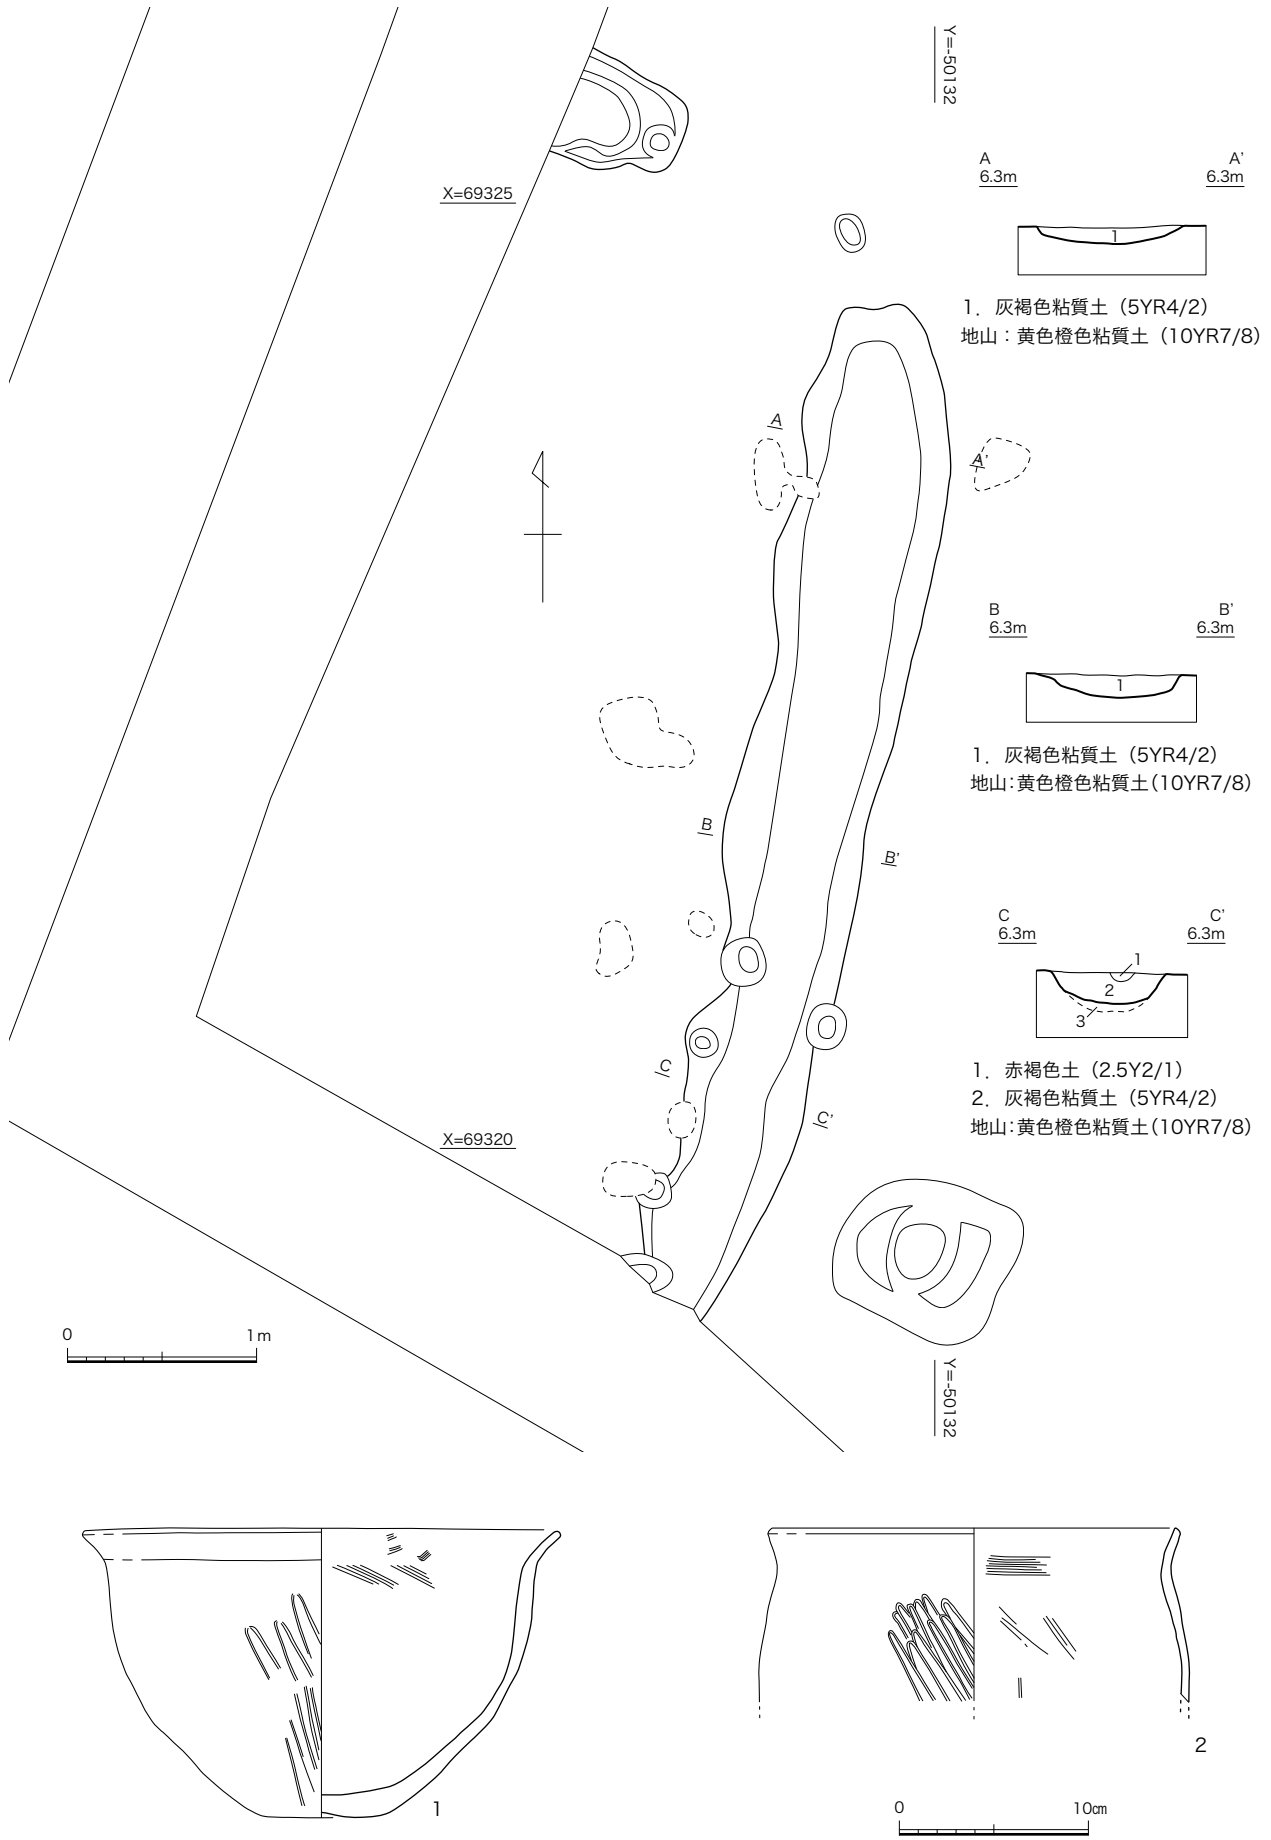 Y=-50132
A A’
6.3m 6.3m
X=69325
1
1．灰褐色粘質土（5YR4/2）
地山：黄色橙色粘質土（10YR7/8）
A
A’
B B’
6.3m 6.3m
1
1．灰褐色粘質土（5YR4/2）
地山：黄色橙色粘質土（10YR7/8）
B
B’
C C’
6.3m 6.3m
1
2
3
1．赤褐色土（2.5Y2/1）
2．灰褐色粘質土（5YR4/2）
地山：黄色橙色粘質土（10YR7/8）
C
C’
X=69320
0 1m
Y=-50132
1
2
0 10cm